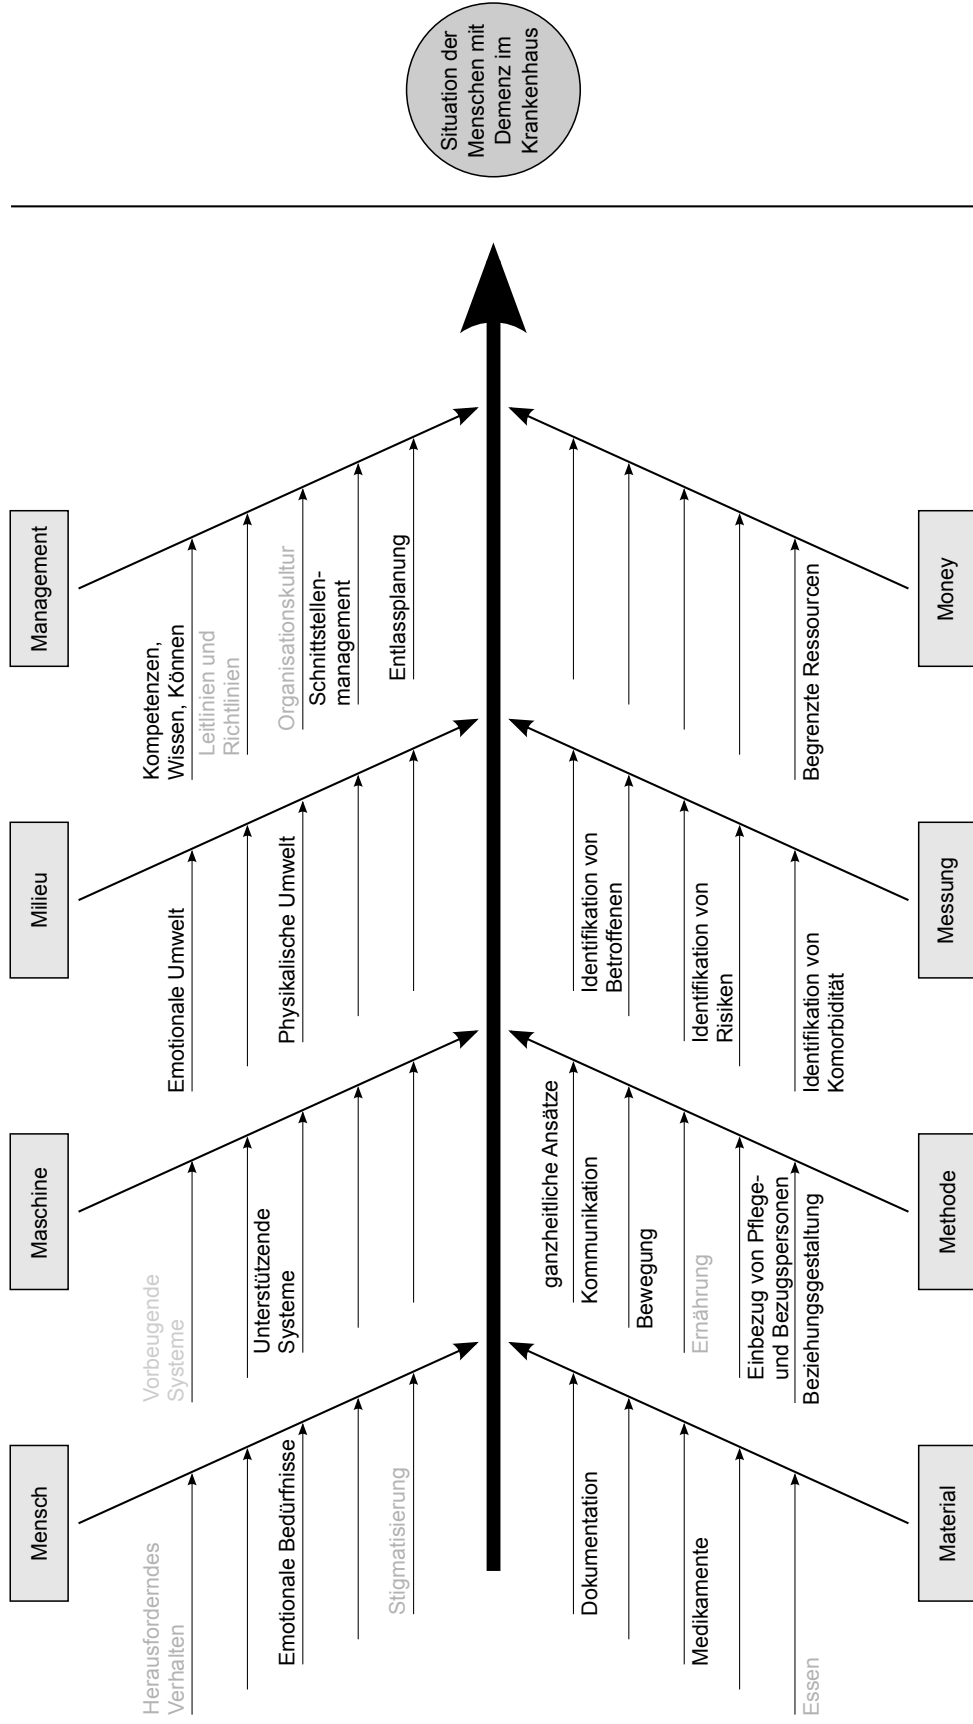 Mensch
Maschine
Milieu
Management
Herausforderndes
Verhalten
Emotionale Bedürfnisse
Stigmatisierung
Vorbeugende
Systeme
Unterstützende
Systeme
Emotionale Umwelt
Physikalische Umwelt
Kompetenzen,
Wissen, Können
Leitlinien und
Richtlinien
Organisationskultur
Schnittstellen-
management
Entlassplanung
Situation der
Menschen mit
Demenz im
Krankenhaus
Dokumentation
Medikamente
Essen
ganzheitliche Ansätze
Kommunikation
Bewegung
Ernährung
Einbezug von Pflege-
und Bezugspersonen
Beziehungsgestaltung
Identifikation von
Betroffenen
Identifikation von
Risiken
Identifikation von
Komorbidität
Begrenzte Ressourcen
Material
Methode
Messung
Money